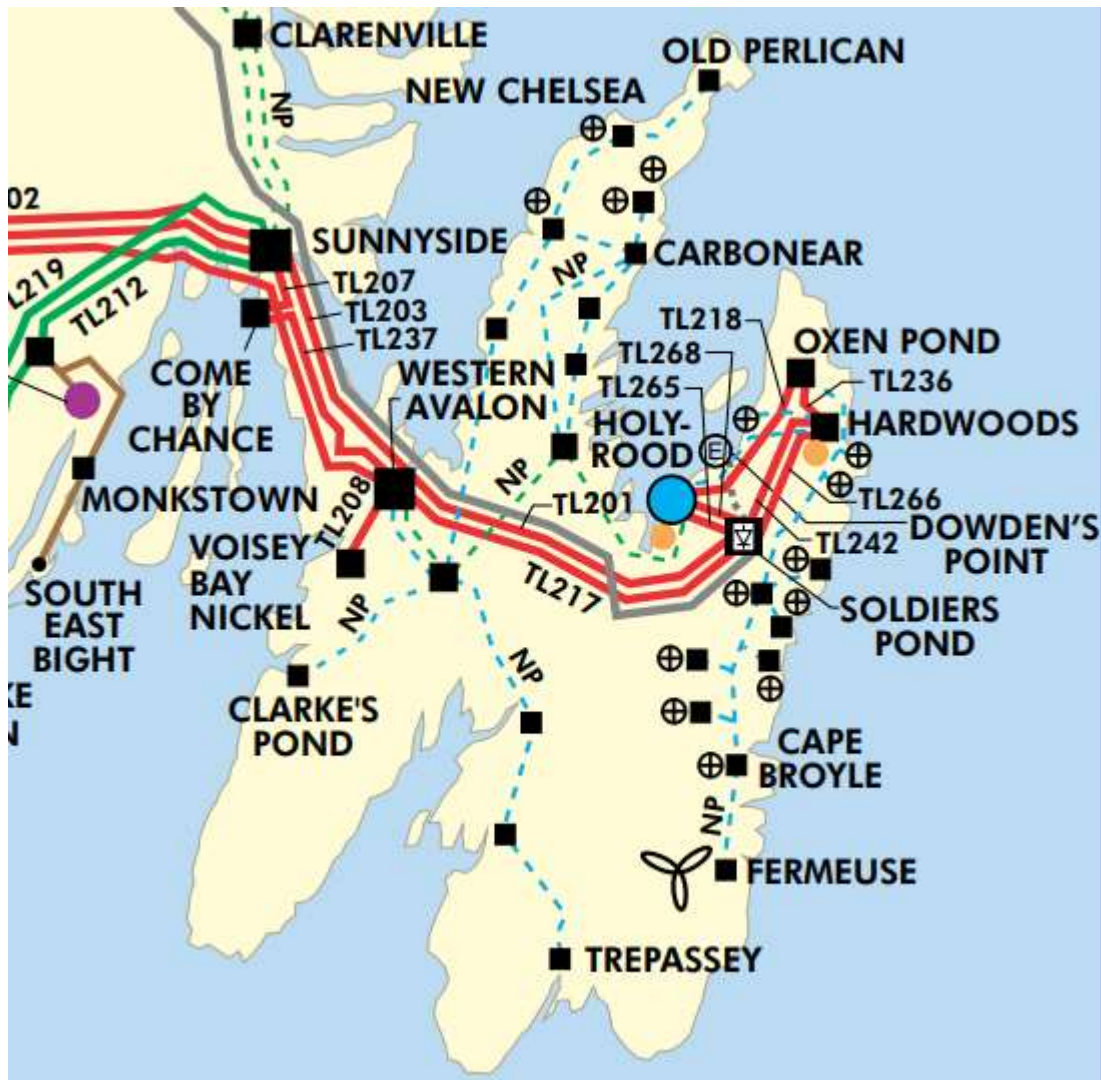 CLARENVILLE
OLD PERLICAN
NEW CHELSEA
NP
02
SUNNYSIDE
CARBONEAR
NP
L219
TL212
TL207
TL203
TL237
TL218
OXEN POND
TL268
TL236
TL265
COME
BY
CHANCE
WESTERN
AVALON
HOLY-
ROOD
HARDWOODS
E
MONKSTOWN
NP
TL208
TL201
TL266
DOWDEN'S
POINT
TL242
VOISEY
BAY
NICKEL
TL217
SOUTH
EAST
BIGHT
NP
SOLDIERS
POND
NP
KE
N
CLARKE'S
POND
CAPE
BROYLE
NP
FERMEUSE
TREPASSEY